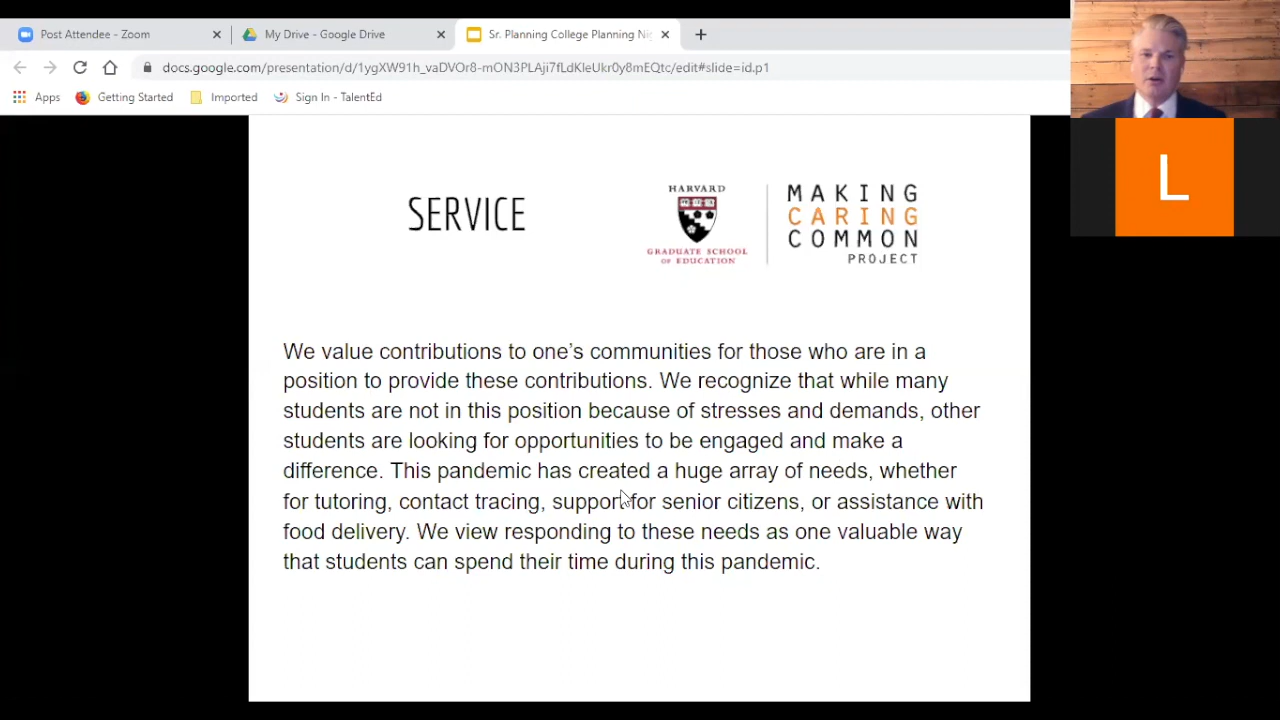 Post Attendee - Zoom
My Drive - Google Drive
Sr. Planning College Planning Nig
docs.google.com/presentation/d/1ygXW91h_vaDVOr8-mON3PLAji7fLdKIeUkr0y8mEQtc/edit#slide=id.p1
Apps
Getting Started
Imported
Sign In - TalentEd
SERVICE
HARVARD
GRADUATE SCHOOL
OF EDUCATION
MAKING
CARING
COMMON
PROJECT
We value contributions to one’s communities for those who are in a
position to provide these contributions. We recognize that while many
students are not in this position because of stresses and demands, other
students are looking for opportunities to be engaged and make a
difference. This pandemic has created a huge array of needs, whether
for tutoring, contact tracing, support for senior citizens, or assistance with
food delivery. We view responding to these needs as one valuable way
that students can spend their time during this pandemic.
L